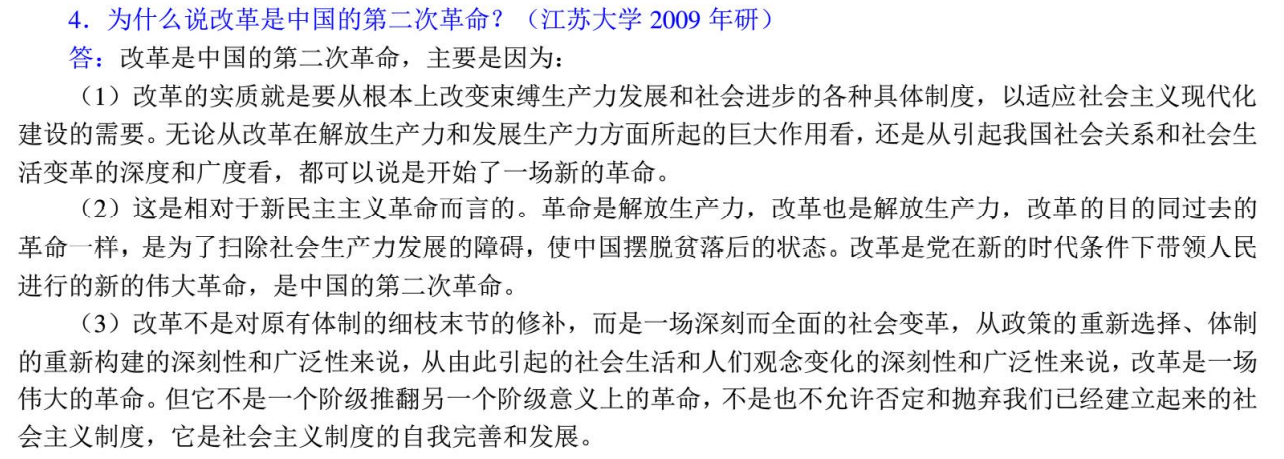 4．为什么说改革是中国的第二次革命？（江苏大学 2009 年研）
答：改革是中国的第二次革命，主要是因为：
（1）改革的实质就是要从根本上改变束缚生产力发展和社会进步的各种具体制度，以适应社会主义现代化
建设的需要。无论从改革在解放生产力和发展生产力方面所起的巨大作用看，还是从引起我国社会关系和社会生
活变革的深度和广度看，都可以说是开始了一场新的革命。
（2）这是相对于新民主主义革命而言的。革命是解放生产力，改革也是解放生产力，改革的目的同过去的
革命一样，是为了扫除社会生产力发展的障碍，使中国摆脱贫落后的状态。改革是党在新的时代条件下带领人民
进行的新的伟大革命，是中国的第二次革命。
（3）改革不是对原有体制的细枝末节的修补，而是一场深刻而全面的社会变革，从政策的重新选择、体制
的重新构建的深刻性和广泛性来说，从由此引起的社会生活和人们观念变化的深刻性和广泛性来说，改革是一场
伟大的革命。但它不是一个阶级推翻另一个阶级意义上的革命，不是也不允许否定和抛弃我们已经建立起来的社
会主义制度，它是社会主义制度的自我完善和发展。